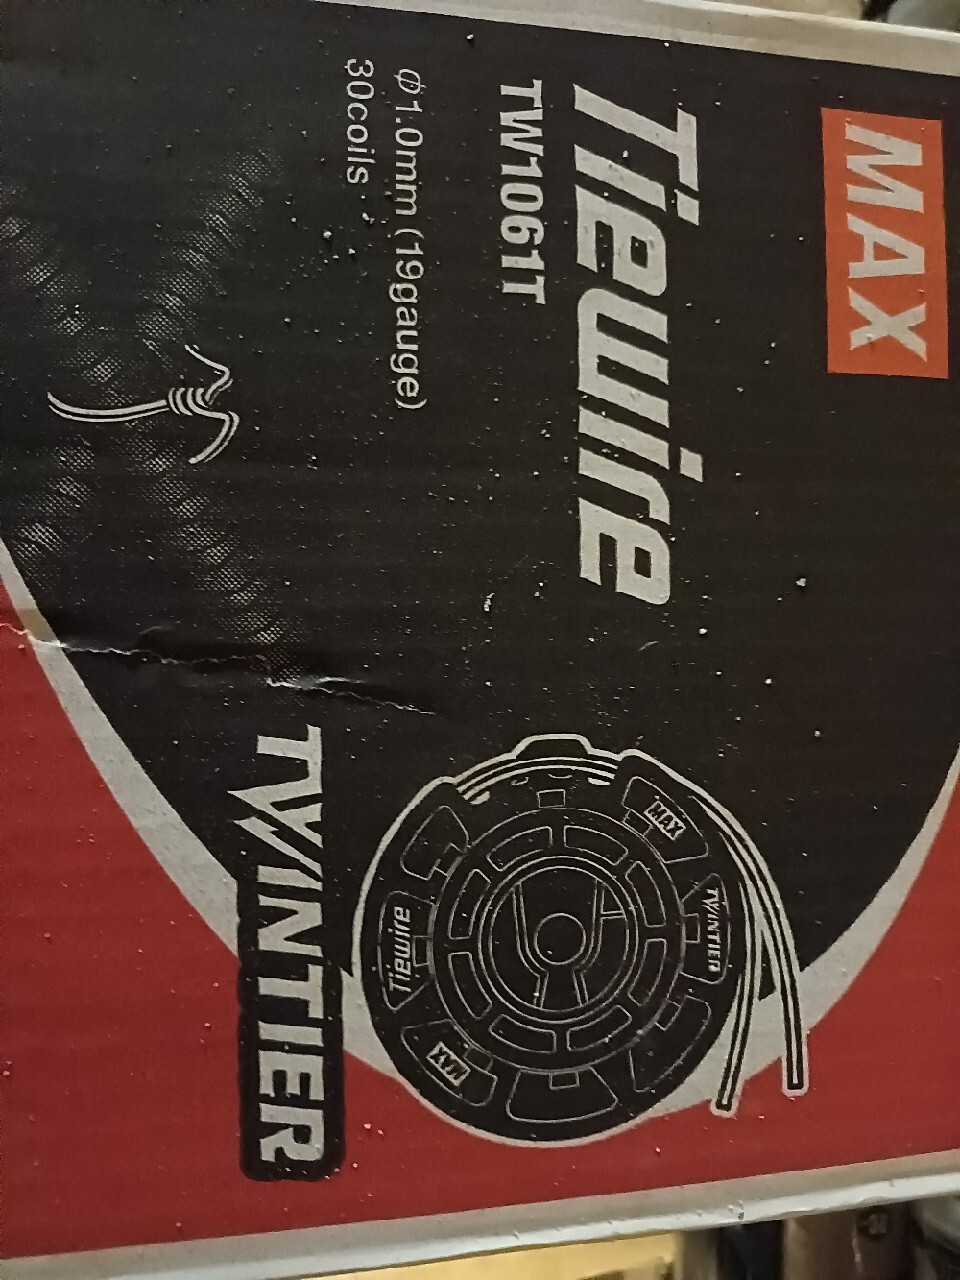 MAX
Tiewire
TW1061T
Φ1.0mm (19gauge)
30coils
TWINTIER
MAX
TWINTIER
Tiewire
MAX